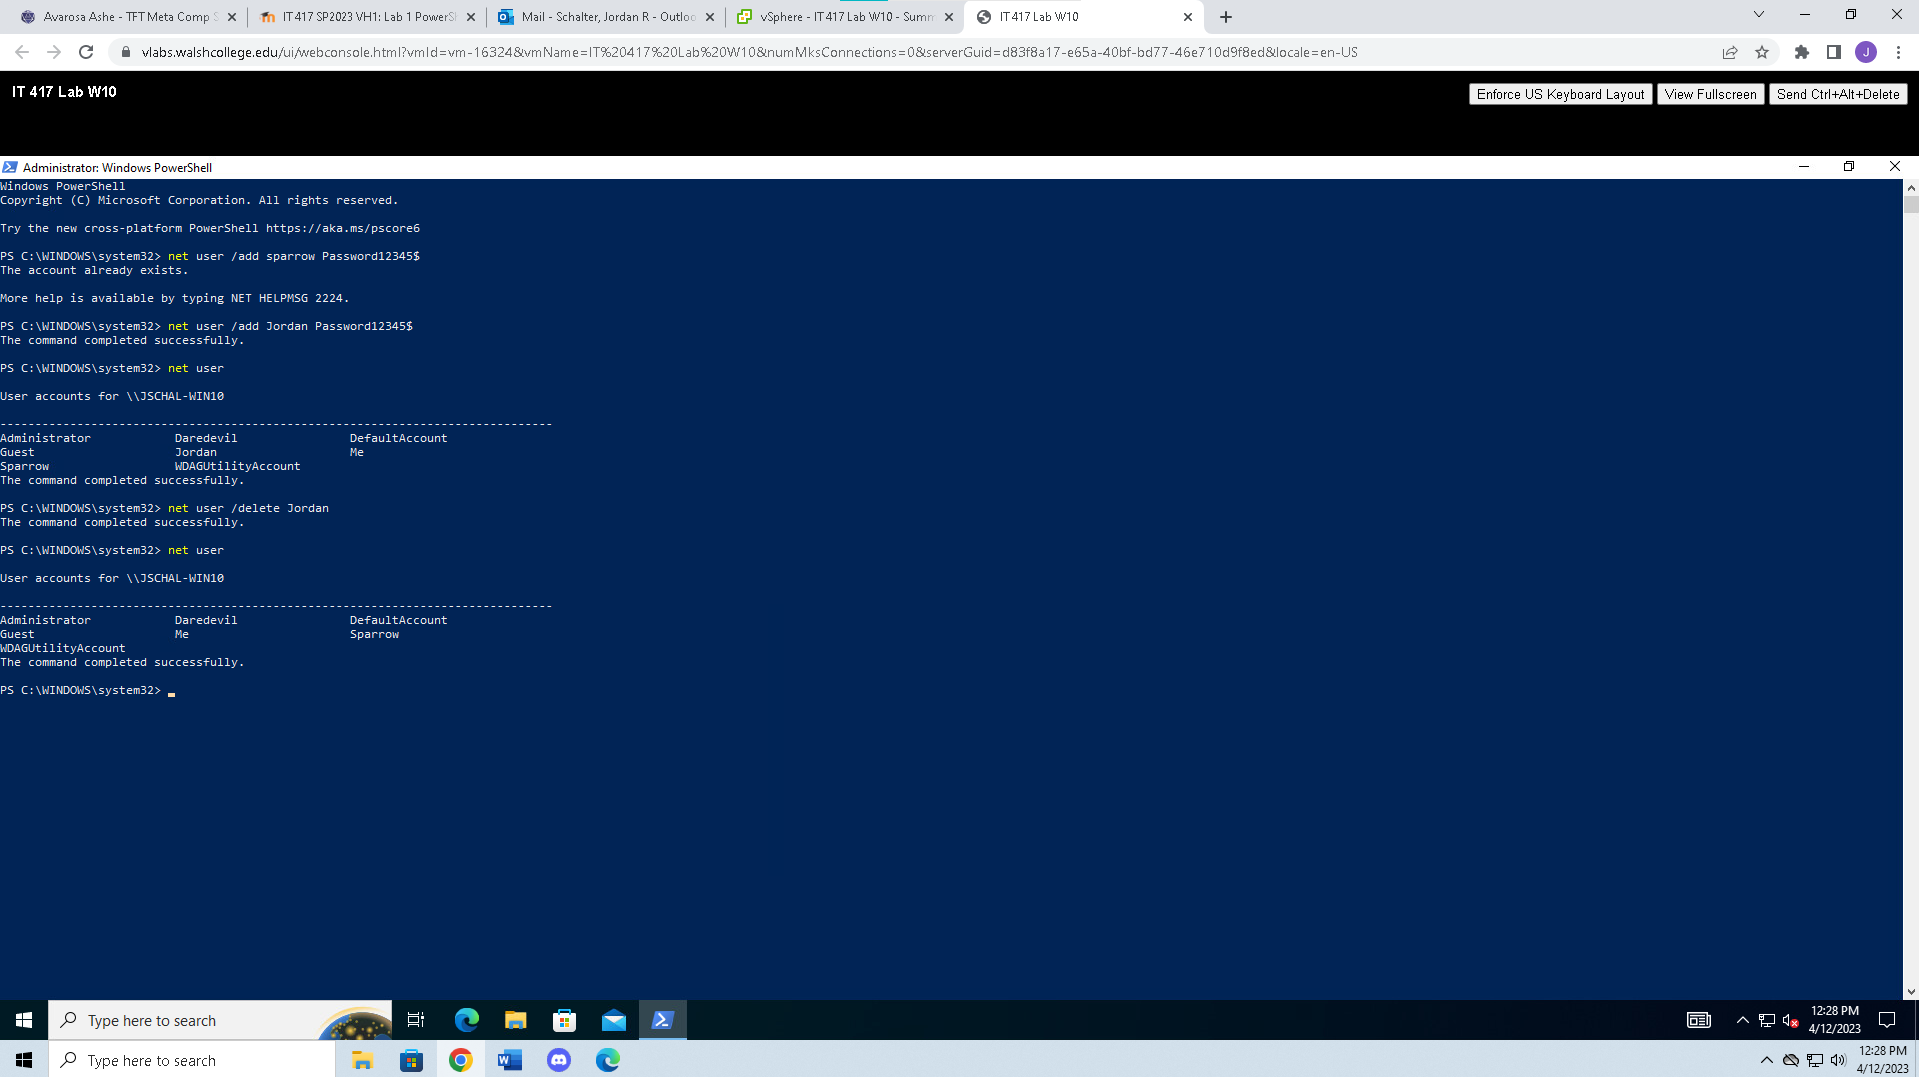 Avarosa Ashe - TFT Meta Comp S
IT417 SP2023 VH1: Lab 1 PowerSh
Mail - Schalter, Jordan R - Outloo
vSphere - IT417 Lab W10 - Summ
IT417 Lab W10
vlabs.walshcollege.edu/ui/webconsole.html?vmId=vm-16324&vmName=IT%20417%20Lab%20W10&numMksConnections=0&serverGuid=d83f8a17-e65a-40bf-bd77-46e710d9f8ed&locale=en-US
J
IT 417 Lab W10
Enforce US Keyboard Layout
View Fullscreen
Send Ctrl+Alt+Delete
Administrator: Windows PowerShell
Windows PowerShell
Copyright (C) Microsoft Corporation. All rights reserved.
Try the new cross-platform PowerShell https://aka.ms/pscore6
PS C:\WINDOWS\system32> net user /add sparrow Password12345$
The account already exists.
More help is available by typing NET HELPMSG 2224.
PS C:\WINDOWS\system32> net user /add Jordan Password12345$
The command completed successfully.
PS C:\WINDOWS\system32> net user
User accounts for \\JSCHAL-WIN10
-------------------------------------------------------------------------------
Administrator            Daredevil                DefaultAccount
Guest                    Jordan                   Me
Sparrow                  WDAGUtilityAccount
The command completed successfully.
PS C:\WINDOWS\system32> net user /delete Jordan
The command completed successfully.
PS C:\WINDOWS\system32> net user
User accounts for \\JSCHAL-WIN10
-------------------------------------------------------------------------------
Administrator            Daredevil                DefaultAccount
Guest                    Me                       Sparrow
WDAGUtilityAccount
The command completed successfully.
PS C:\WINDOWS\system32>
Type here to search
12:28 PM
4/12/2023
Type here to search
12:28 PM
4/12/2023